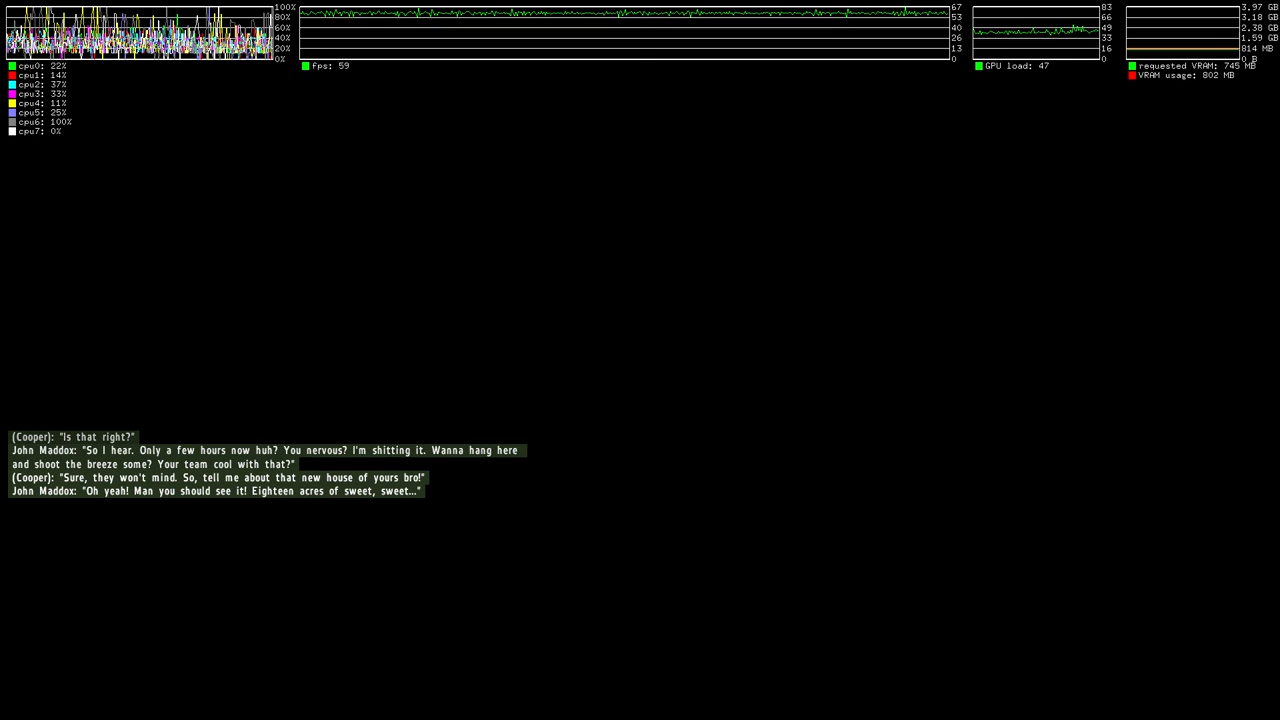 100%
80%
60%
40%
20%
0%
cpu0: 22%
cpu1: 14%
cpu2: 37%
cpu3: 33%
cpu4: 11%
cpu5: 25%
cpu6: 100%
cpu7: 0%
67
53
40
26
13
0
fps: 59
83
66
49
33
16
0
GPU load: 47
3.97 GB
3.18 GB
2.38 GB
1.59 GB
814 MB
0 B
requested VRAM: 745 MB
VRAM usage: 802 MB
(Cooper): "Is that right?"
John Maddox: "So I hear. Only a few hours now huh? You nervous? I'm shitting it. Wanna hang here
and shoot the breeze some? Your team cool with that?"
(Cooper): "Sure, they won't mind. So, tell me about that new house of yours bro!"
John Maddox: "Oh yeah! Man you should see it! Eighteen acres of sweet, sweet..."